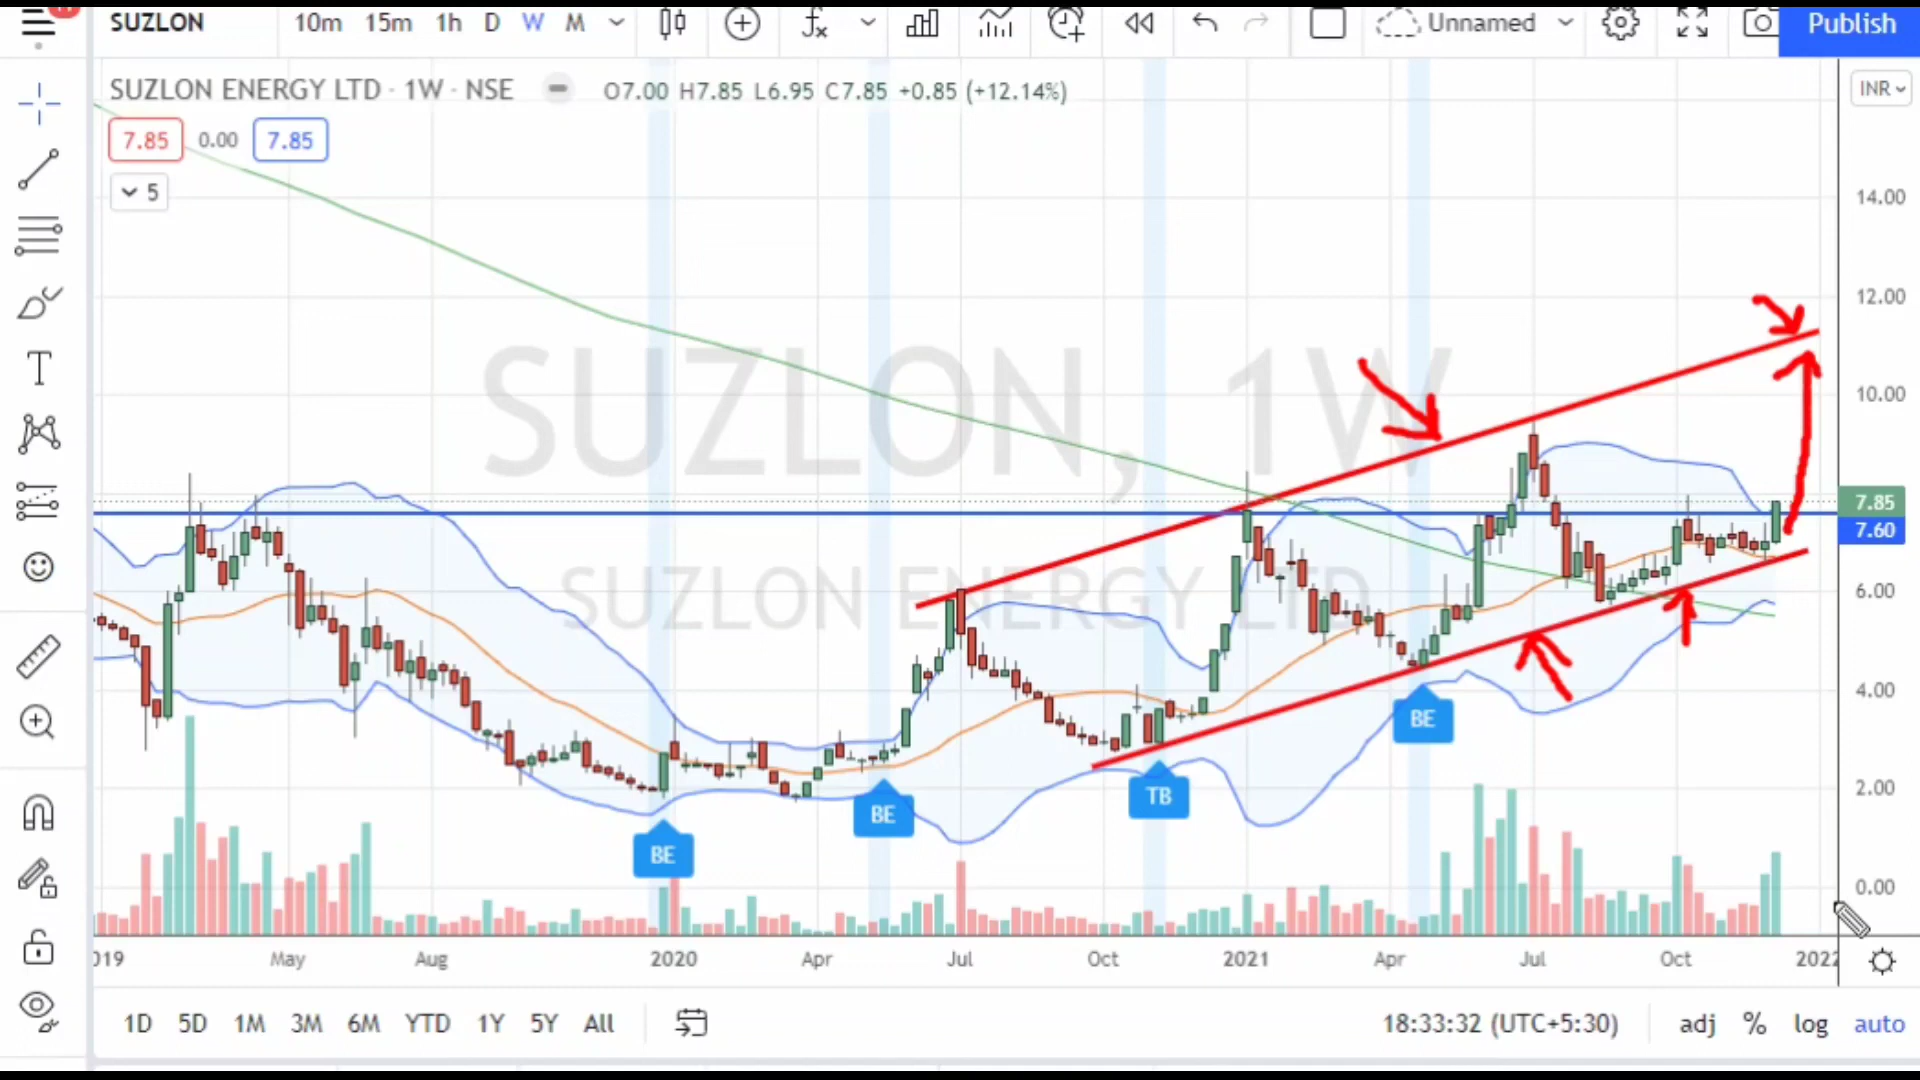 SUZLON 10m 15m 1h D W M Unnamed Publish
SUZLON ENERGY LTD · 1W · NSE O7.00 H7.85 L6.95 C7.85 +0.85 (+12.14%) INR
7.85 0.00 7.85
5
14.00
12.00
10.00
SUZLON, 1W
7.85
7.60
SUZLON ENERGY LTD
6.00
4.00
BE
2.00
TB
BE
BE
0.00
2019 May Aug 2020 Apr Jul Oct 2021 Apr Jul Oct 2022
1D 5D 1M 3M 6M YTD 1Y 5Y All 18:33:32 (UTC+5:30) adj % log auto